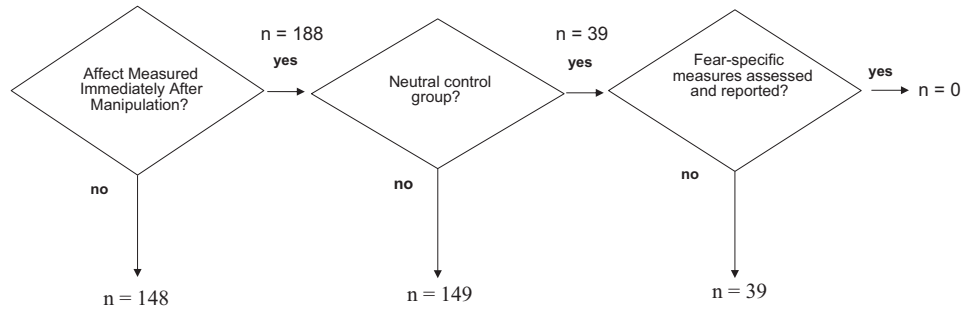 Affect Measured
Immediately After
Manipulation?
n = 188
yes
no
n = 148
Neutral control
group?
n = 39
yes
no
n = 149
Fear-specific
measures assessed
and reported?
yes
n = 0
no
n = 39